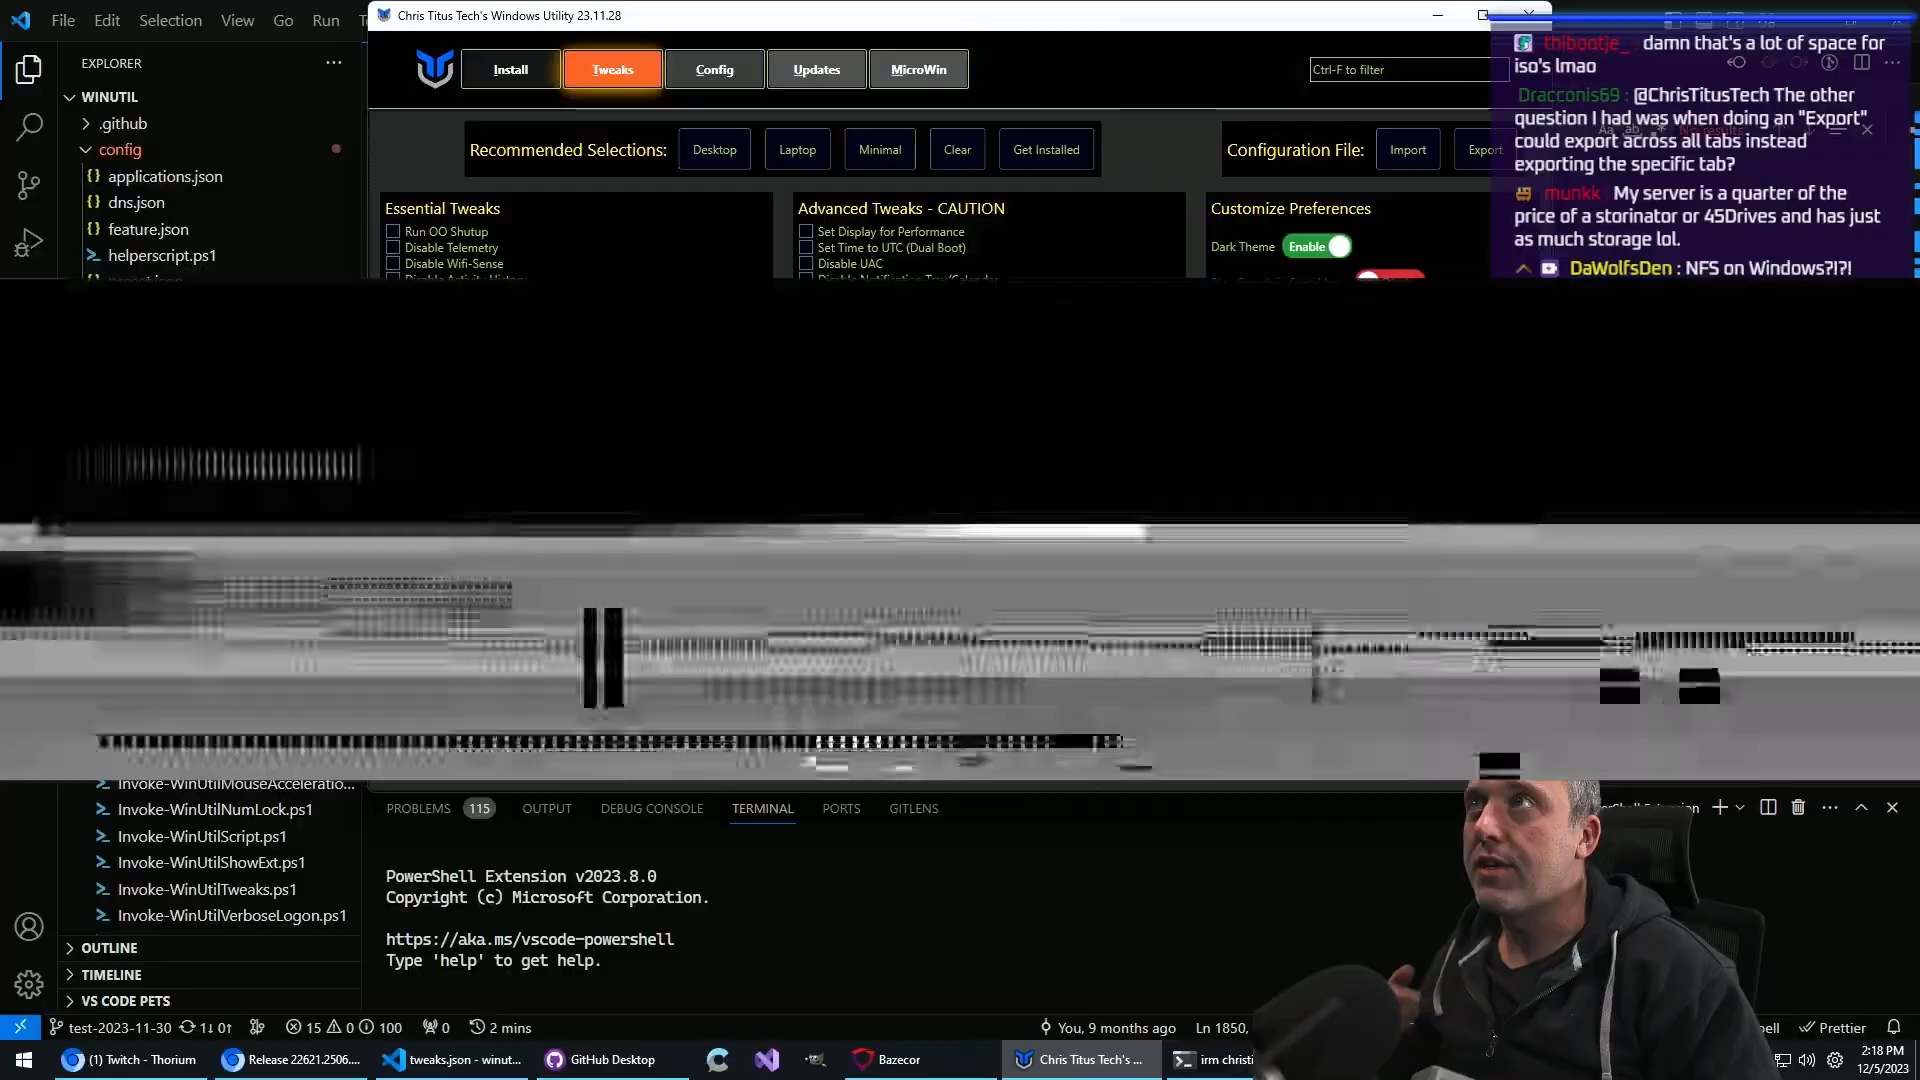 File Edit Selection View Go Run
Chris Titus Tech's Windows Utility 23.11.28
EXPLORER
WINUTIL
.github
config
applications.json
dns.json
feature.json
helperscript.ps1
Install Tweaks Config Updates MicroWin
Ctrl-F to filter
Recommended Selections: Desktop Laptop Minimal Clear Get Installed
Configuration File: Import Export
Essential Tweaks
Run OO Shutup
Disable Telemetry
Disable Wifi-Sense
Advanced Tweaks - CAUTION
Set Display for Performance
Set Time to UTC (Dual Boot)
Disable UAC
Customize Preferences
Dark Theme Enable
thibaatje_ damn that's a lot of space for
iso's lmao
Dracconis69 : @ChrisTitusTech The other
question I had was when doing an "Export"
could export across all tabs instead
exporting the specific tab?
No results
munkk My server is a quarter of the
price of a storinator or 45Drives and has just
as much storage lol.
DaWolfsDen : NFS on Windows?!?!
Invoke-WinUtilMouseAcceleratio...
Invoke-WinUtilNumLock.ps1
Invoke-WinUtilScript.ps1
Invoke-WinUtilShowExt.ps1
Invoke-WinUtilTweaks.ps1
Invoke-WinUtilVerboseLogon.ps1
OUTLINE
TIMELINE
VS CODE PETS
PROBLEMS 115 OUTPUT DEBUG CONSOLE TERMINAL PORTS GITLENS
PowerShell Extension v2023.8.0
Copyright (c) Microsoft Corporation.
https://aka.ms/vscode-powershell
Type 'help' to get help.
test-2023-11-30 1↓ 0↑ 15 0 100 0 2 mins
You, 9 months ago Ln 1850,
Prettier
(1) Twitch - Thorium Release 22621.2506.... tweaks.json - winut... GitHub Desktop Bazecor Chris Titus Tech's ... irm christi
2:18 PM
12/5/2023